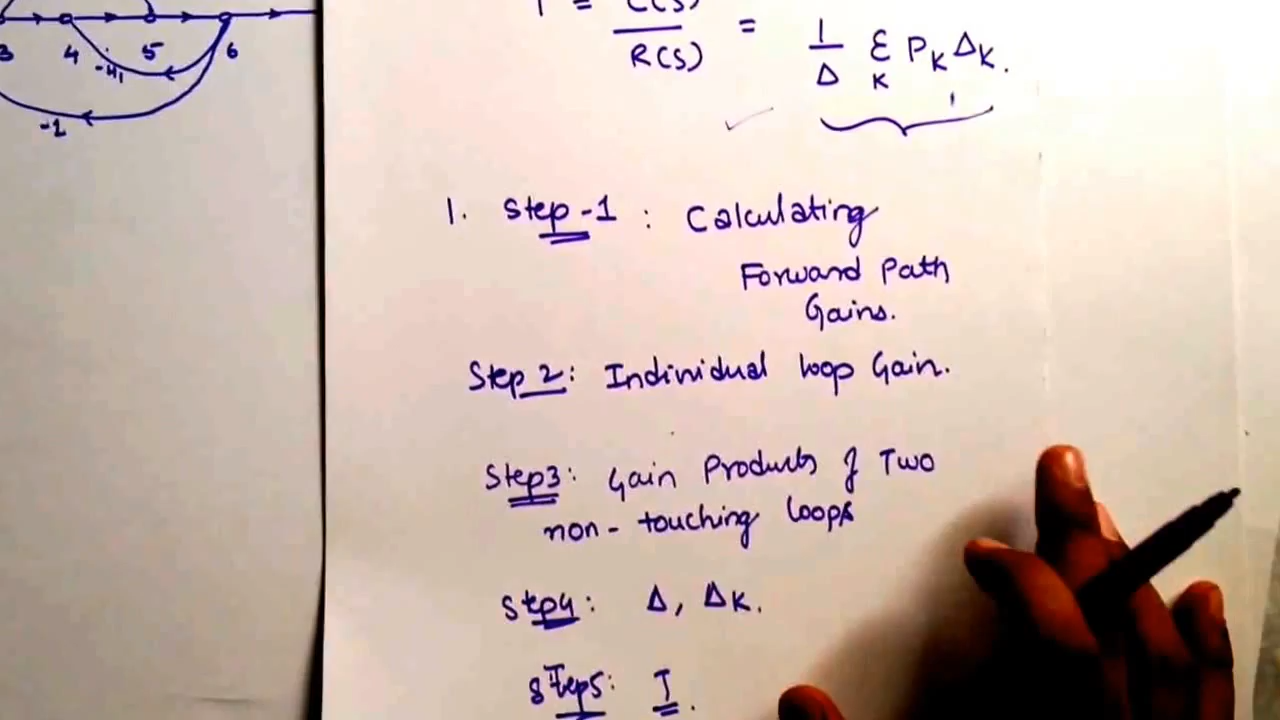 3 4 5 6
-H1
-1
T = C(S)
R(S)
= 1/Δ Σ K PK ΔK.
1. Step-1 : Calculating
Forward Path
Gains.
Step 2: Individual loop Gain.
Step3: Gain Products of Two
non-touching loops
Step4: Δ, ΔK.
Step5: T.